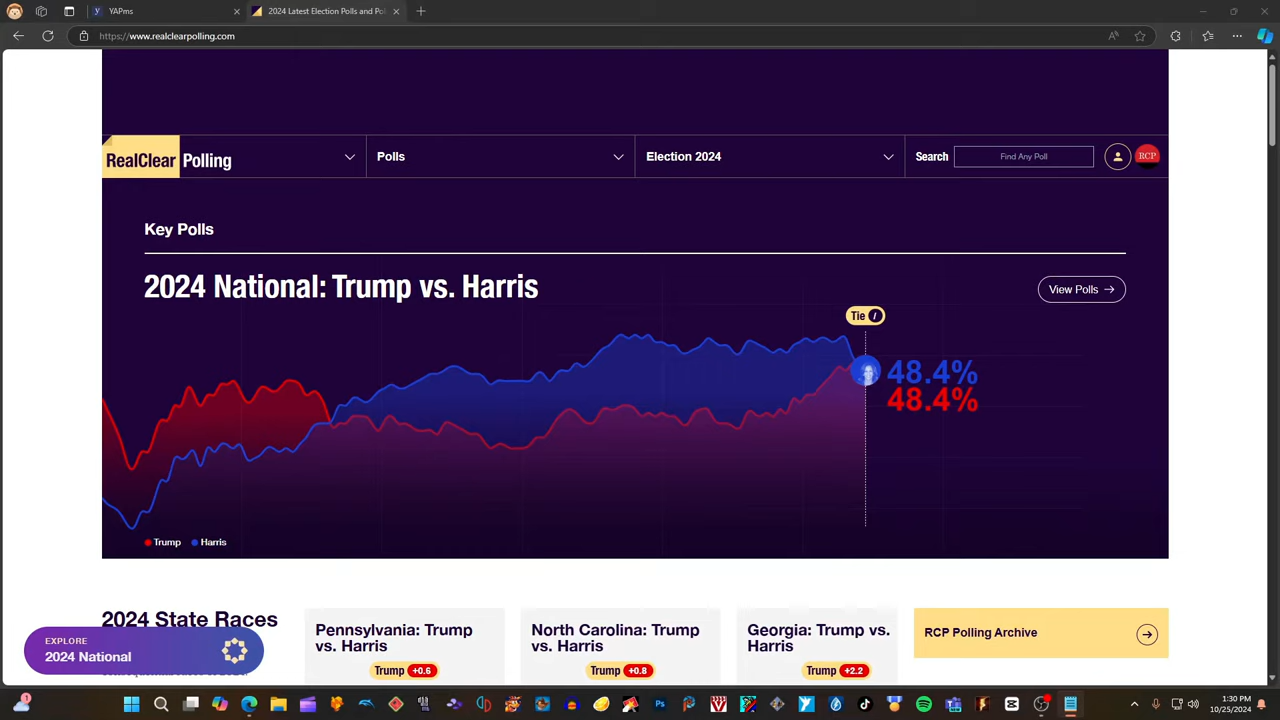 YAPms
2024 Latest Election Polls and Pol
https://www.realclearpolling.com
RealClear Polling
Polls
Election 2024
Search
Find Any Poll
RCP
Key Polls
2024 National: Trump vs. Harris
View Polls
Tie
48.4%
48.4%
Trump
Harris
2024 State Races
Pennsylvania: Trump
vs. Harris
Trump +0.6
North Carolina: Trump
vs. Harris
Trump +0.8
Georgia: Trump vs.
Harris
Trump +2.2
RCP Polling Archive
EXPLORE
2024 National
1
1:30 PM
10/25/2024